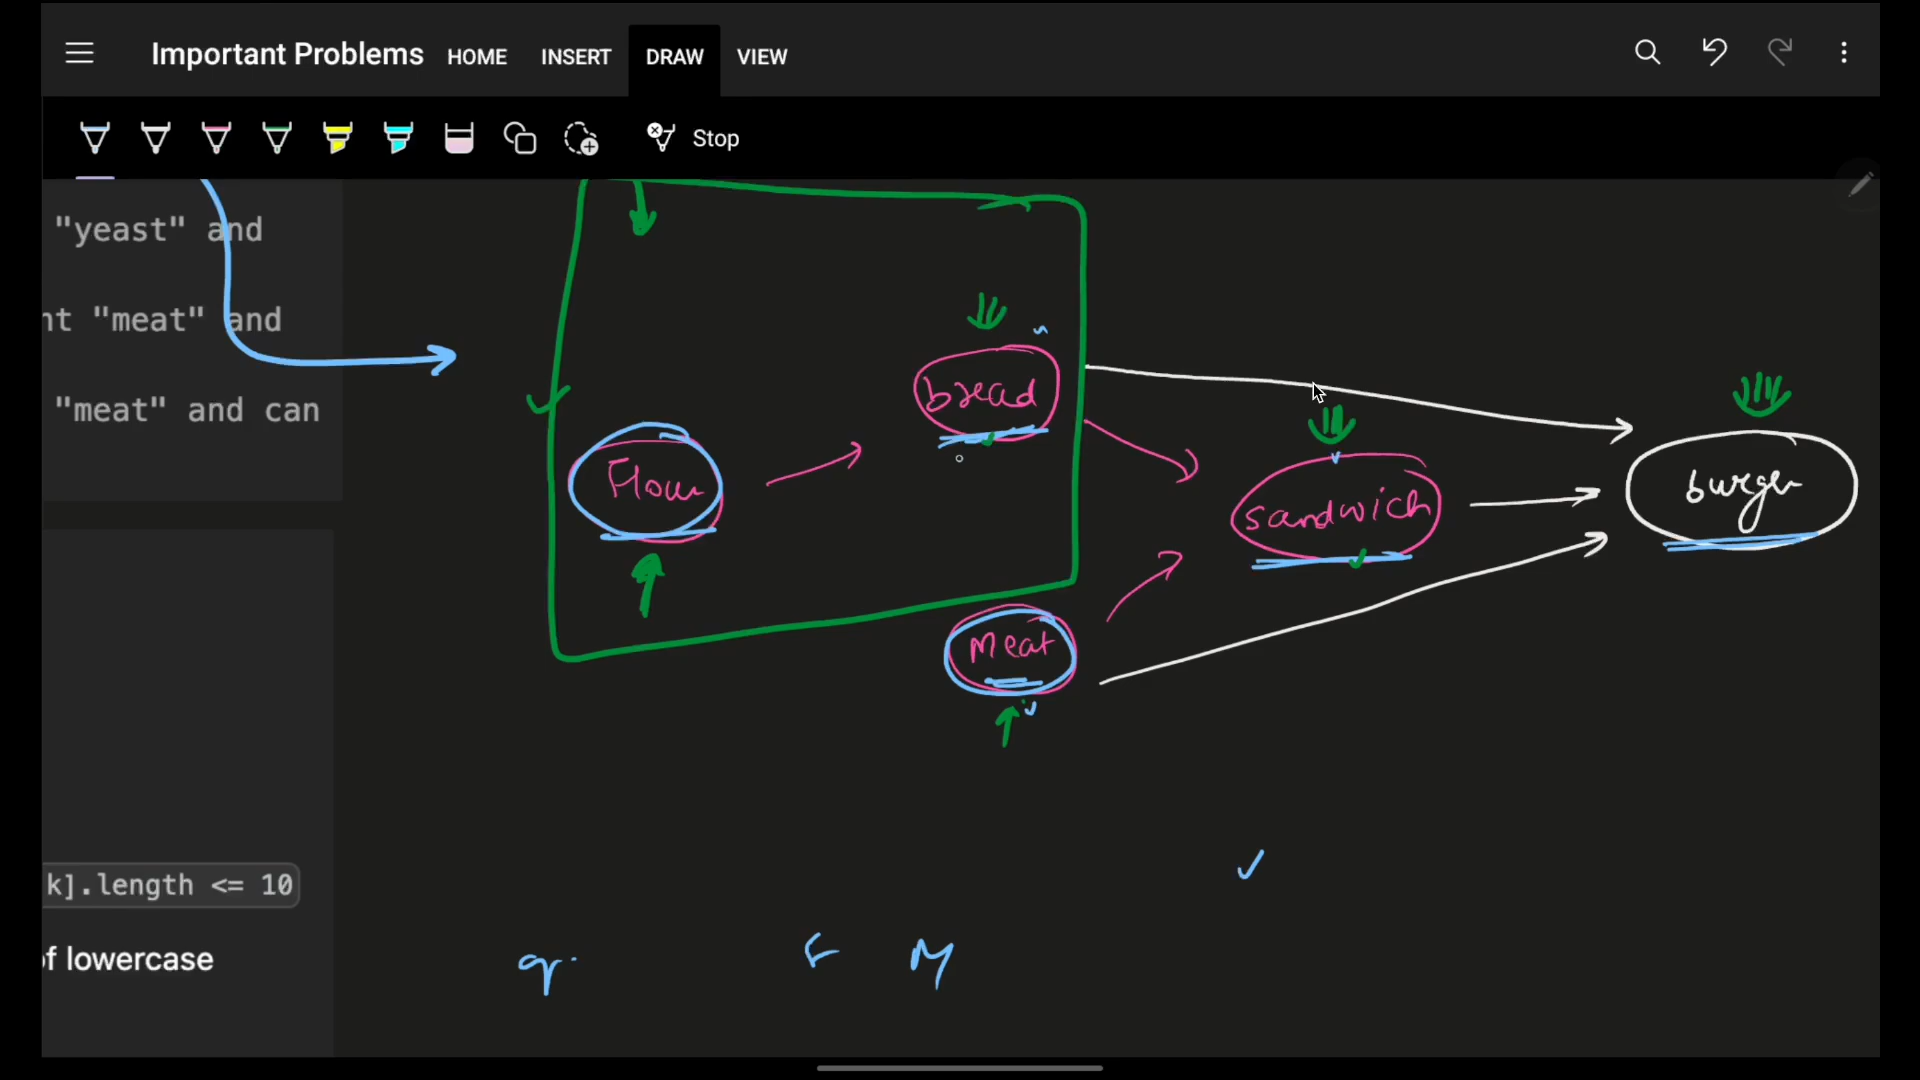 Important Problems HOME INSERT DRAW VIEW
Stop
"yeast" and
nt "meat" and
"meat" and can
bread
Flour
sandwich
burger
Meat
k].length <= 10
q. F M
of lowercase